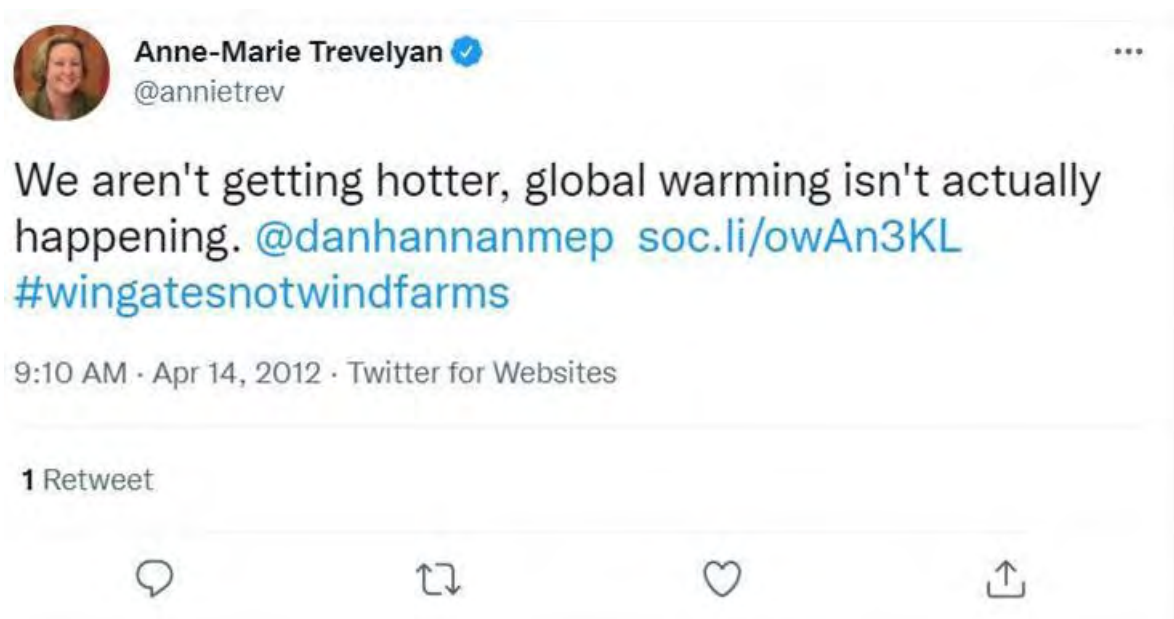 Anne-Marie Trevelyan
@annietrev
We aren't getting hotter, global warming isn't actually
happening. @danhannanmep soc.li/owAn3KL
#wingatesnotwindfarms
9:10 AM · Apr 14, 2012 · Twitter for Websites
1 Retweet